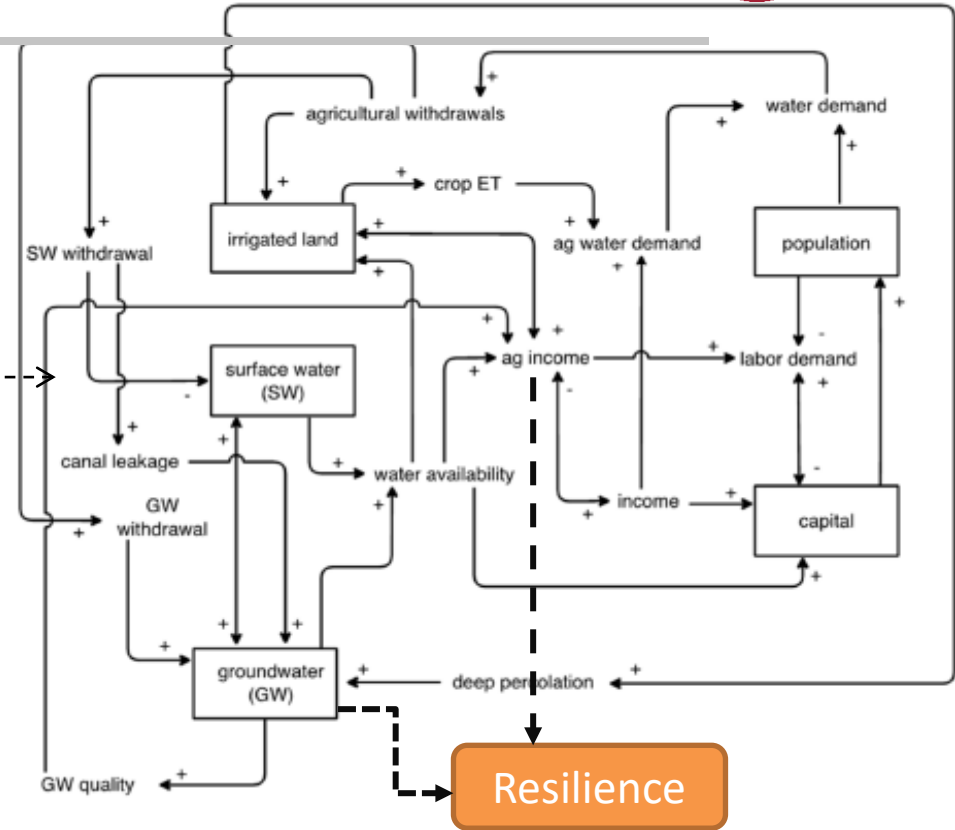 water demand
+
agricultural withdrawals
+
+
+
crop ET
+
+
SW withdrawal
irrigated land
+
+
ag water demand
+
population
+
+
+
-
ag income
+
labor demand
+
+
surface water
(SW)
-
-
+
+
canal leakage
+
water availability
-
GW
withdrawal
+
+
income
+
+
capital
+
+
+
+
groundwater
(GW)
+
deep percolation
+
GW quality
+
Resilience